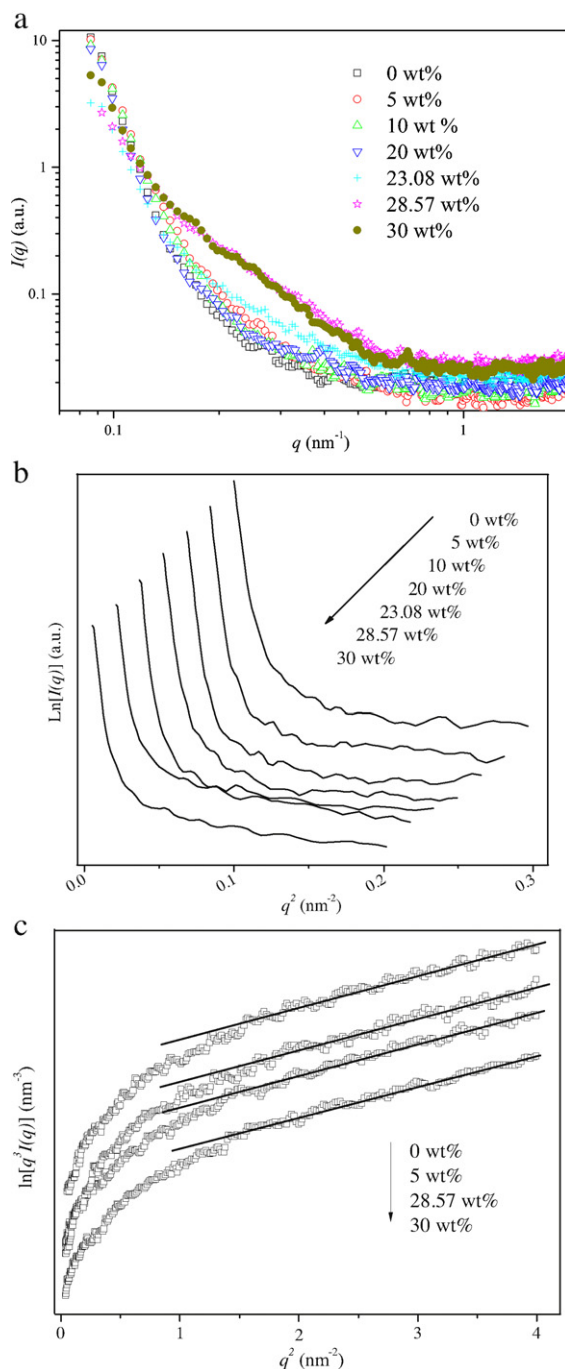 a
10
1
0.1
I(q) (a.u.)
0 wt%
5 wt%
10 wt %
20 wt%
23.08 wt%
28.57 wt%
30 wt%
0.1
1
q (nm⁻¹)
b
Ln[I(q)] (a.u.)
0 wt%
5 wt%
10 wt%
20 wt%
23.08 wt%
28.57 wt%
30 wt%
0.0
0.1
0.2
0.3
q² (nm⁻²)
c
ln[q³I(q)] (nm⁻³)
0 wt%
5 wt%
28.57 wt%
30 wt%
0
1
2
3
4
q² (nm⁻²)